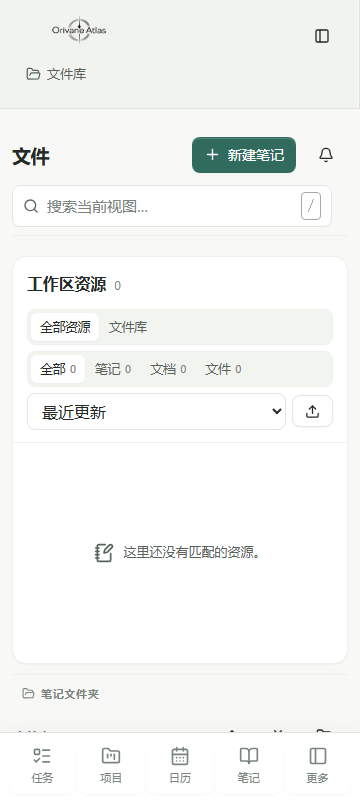 Orivane Atlas
文件库
文件
新建笔记
搜索当前视图...
/
工作区资源 0
全部资源 文件库
全部 0 笔记 0 文档 0 文件 0
最近更新
这里还没有匹配的资源。
笔记文件夹
任务 项目 日历 笔记 更多